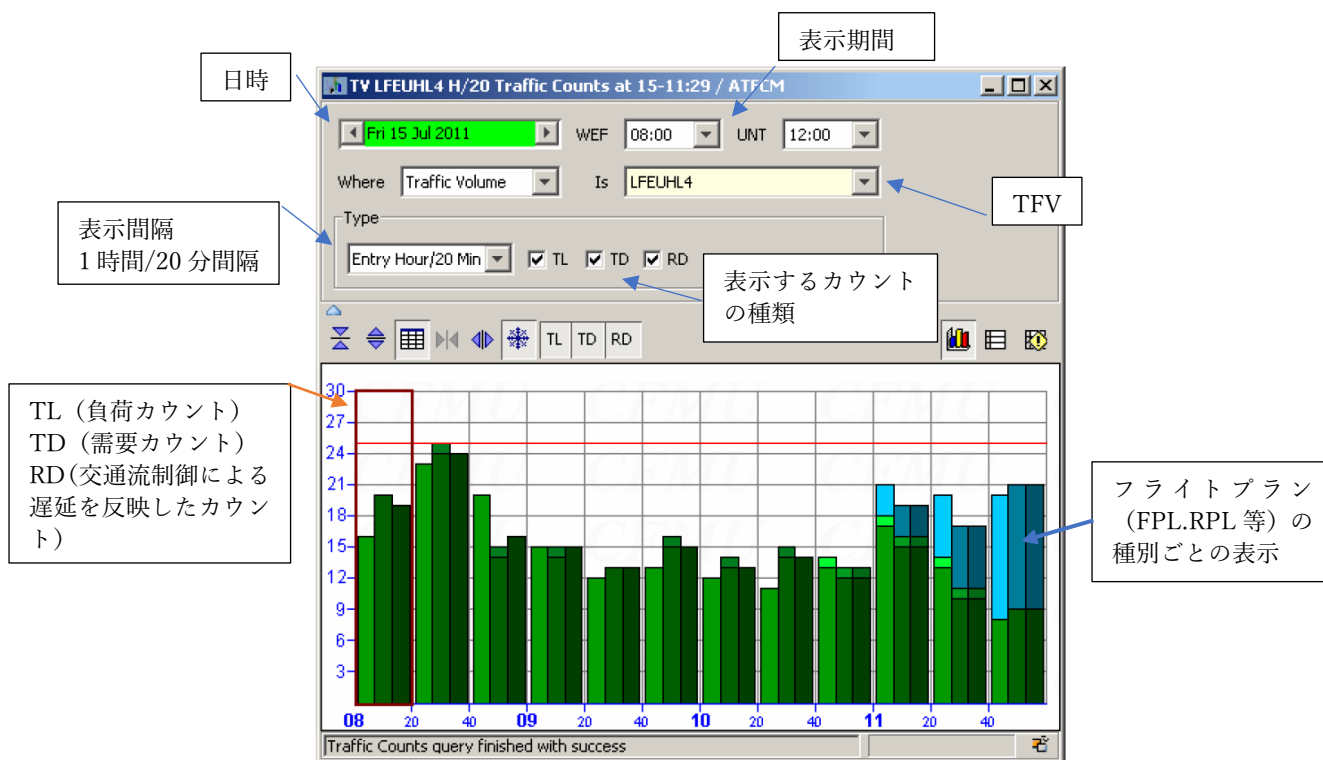 表示期間
日時
TV LFEUHL4 H/20 Traffic Counts at 15-11:29 / ATFCM
Fri 15 Jul 2011 WEF 08:00 UNT 12:00
Where Traffic Volume Is LFEUHL4
TFV
Type
表示間隔
1 時間/20 分間隔
Entry Hour/20 Min TL TD RD
表示するカウント
の種類
TL TD RD
TL（負荷カウント）
TD（需要カウント）
RD(交通流制御による
遅延を反映したカウン
ト）
CFMU CFMU CFMU
30
27
24
21
18
15
12
9
6
3
フライトプラン
（FPL.RPL 等）の
種別ごとの表示
08 20 40 09 20 40 10 20 40 11 20 40
Traffic Counts query finished with success